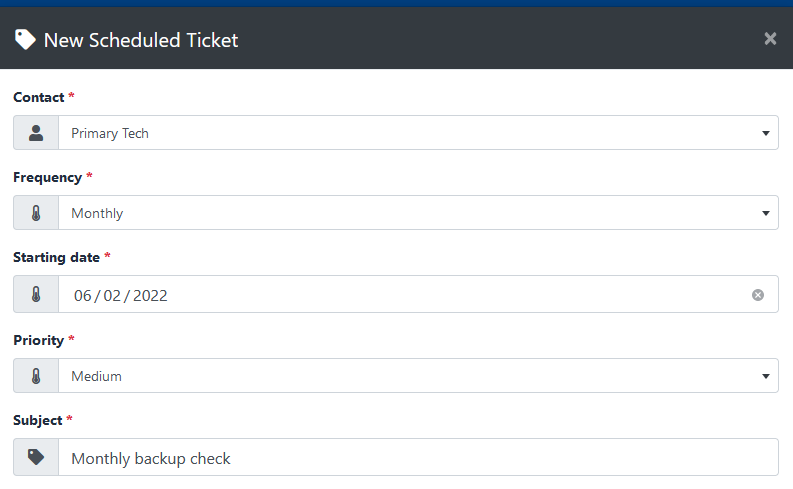 New Scheduled Ticket
Contact *
Primary Tech
Frequency *
Monthly
Starting date *
06/02/2022
Priority *
Medium
Subject *
Monthly backup check